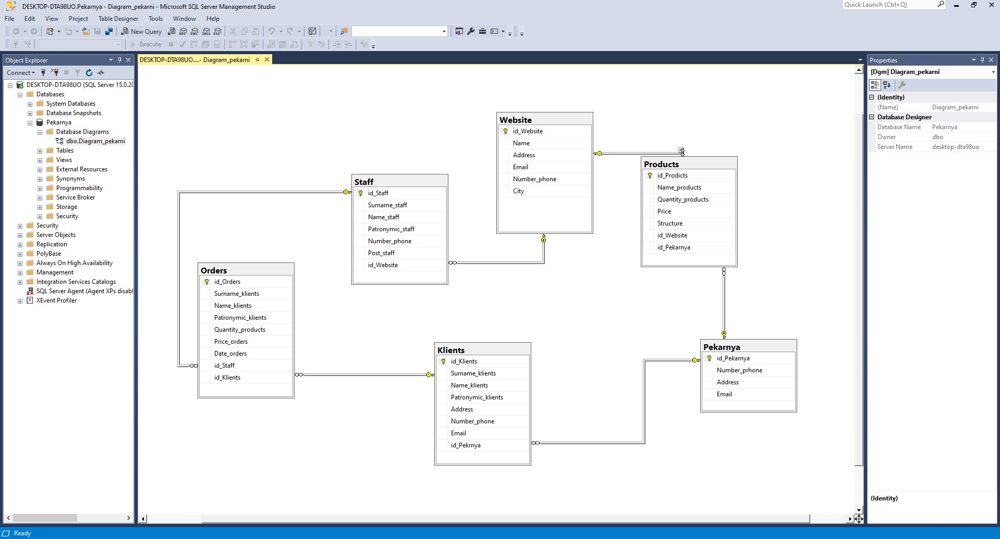 DESKTOP-DTA98UO.Pekarnya - Diagram_pekarni - Microsoft SQL Server Management Studio
Quick Launch (Ctrl+Q)
File Edit View Project Table Designer Tools Window Help
New Query MDX DMX XMLA DAX
Execute
Object Explorer
Connect
DESKTOP-DTA98UO (SQL Server 15.0.20
Databases
System Databases
Database Snapshots
Pekarnya
Database Diagrams
dbo.Diagram_pekarni
Tables
Views
External Resources
Synonyms
Programmability
Service Broker
Storage
Security
Security
Server Objects
Replication
PolyBase
Always On High Availability
Management
Integration Services Catalogs
SQL Server Agent (Agent XPs disabl
XEvent Profiler
DESKTOP-DTA98UO....- Diagram_pekarni
Website
id_Website
Name
Address
Email
Number_phone
City
Products
id_Prodicts
Name_products
Quantity_products
Price
Structure
id_Website
id_Pekarnya
Staff
id_Staff
Surname_staff
Name_staff
Patronymic_staff
Number_phone
Post_staff
id_Website
Orders
id_Orders
Surname_klients
Name_klients
Patronymic_klients
Quantity_products
Price_orders
Date_orders
id_Staff
id_Klients
Klients
id_Klients
Surname_klients
Name_klients
Patronymic_klients
Address
Number_phone
Email
id_Pekrnya
Pekarnya
id_Pekarnya
Number_prhone
Address
Email
Properties
[Dgm] Diagram_pekarni
(Identity)
(Name) Diagram_pekarni
Database Designer
Database Name Pekarnya
Owner dbo
Server Name desktop-dta98uo
(Identity)
Ready